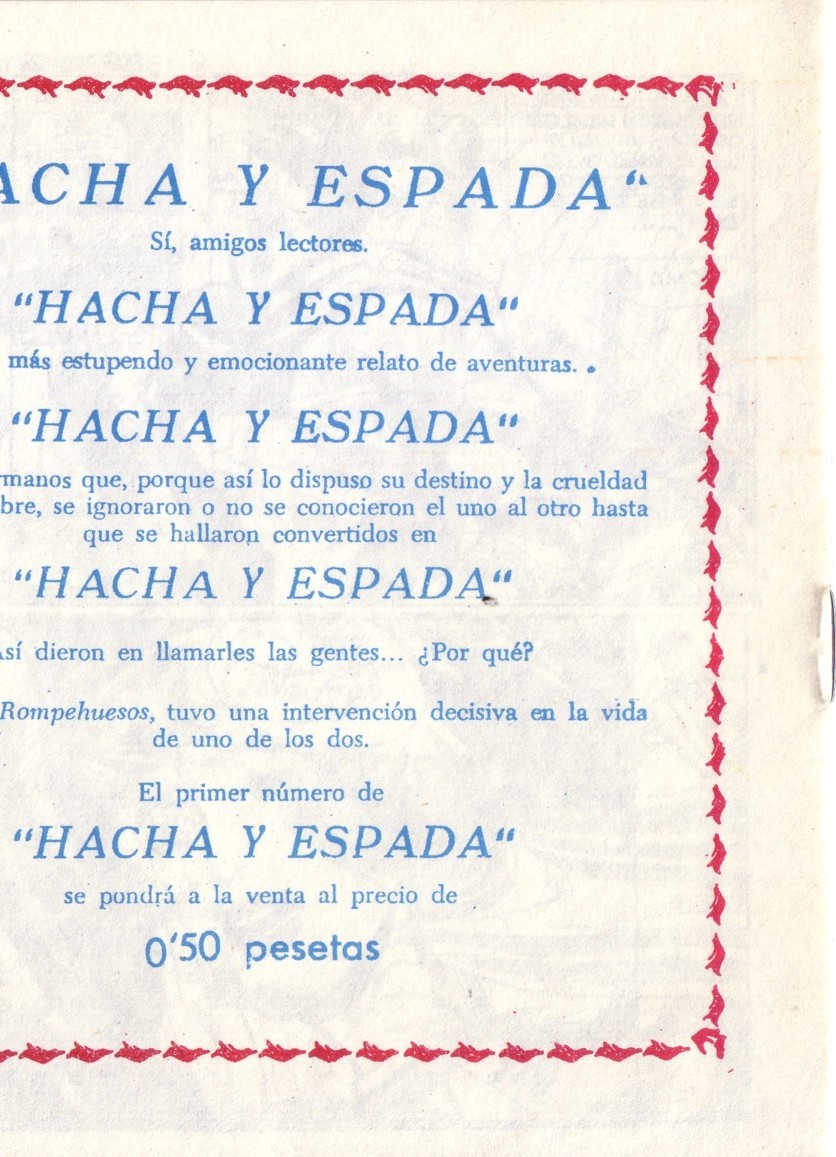 ACHA Y ESPADA“
Sí, amigos lectores.
“HACHA Y ESPADA“
más estupendo y emocionante relato de aventuras. .
“HACHA Y ESPADA“
rmanos que, porque así lo dispuso su destino y la crueldad
bre, se ignoraron o no se conocieron el uno al otro hasta
que se hallaron convertidos en
“HACHA Y ESPADA“
Así dieron en llamarles las gentes... ¿Por qué?
Rompehuesos, tuvo una intervención decisiva en la vida
de uno de los dos.
El primer número de
“HACHA Y ESPADA“
se pondrá a la venta al precio de
0'50 pesetas